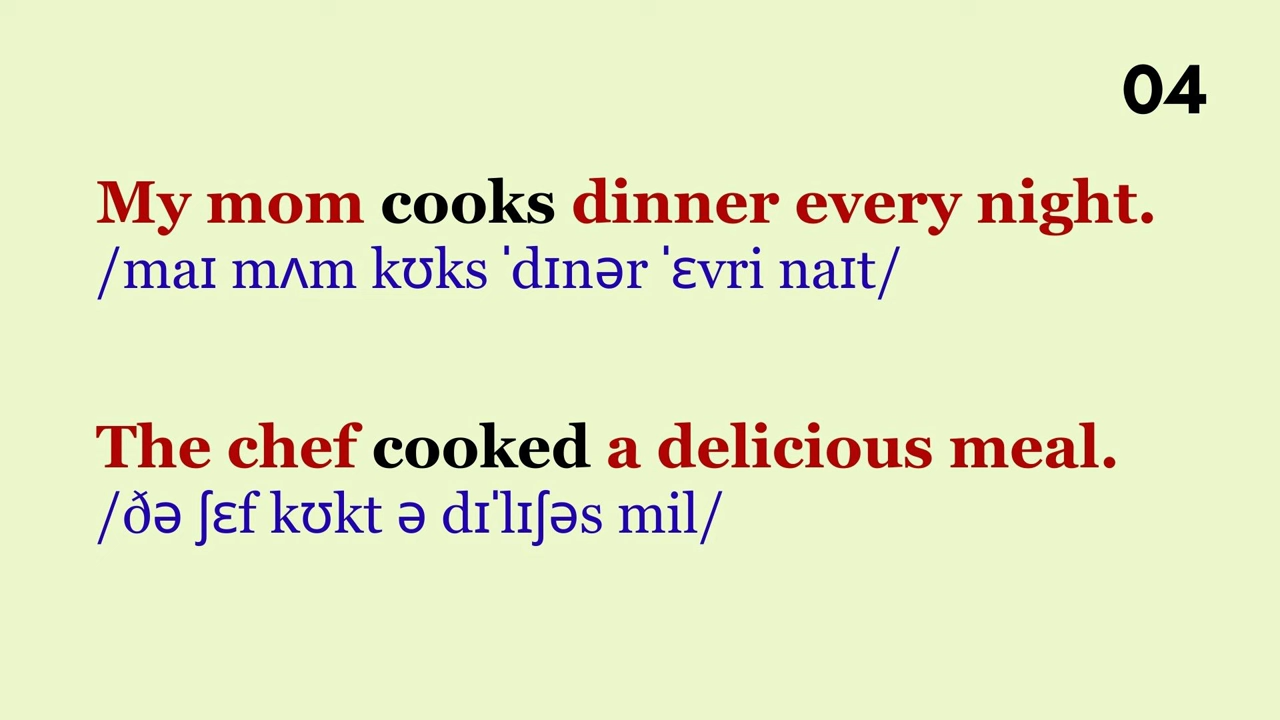 04
My mom cooks dinner every night.
/maɪ mʌm kʊks ˈdɪnər ˈɛvri naɪt/
The chef cooked a delicious meal.
/ðə ʃɛf kʊkt ə dɪˈlɪʃəs mil/